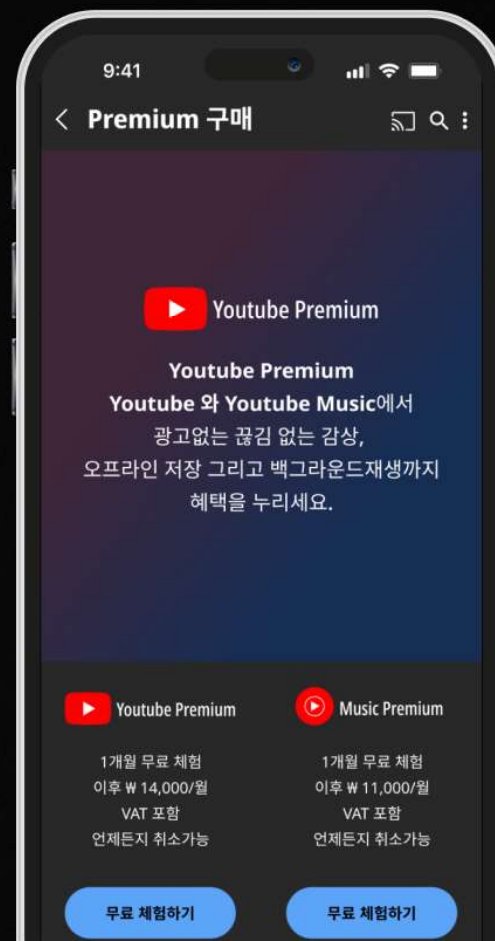 9:41
Premium 구매
Youtube Premium
Youtube Premium
Youtube 와 Youtube Music에서
광고없는 끊김 없는 감상,
오프라인 저장 그리고 백그라운드재생까지
혜택을 누리세요.
Youtube Premium
1개월 무료 체험
이후 ₩ 14,000/월
VAT 포함
언제든지 취소가능
무료 체험하기
Music Premium
1개월 무료 체험
이후 ₩ 11,000/월
VAT 포함
언제든지 취소가능
무료 체험하기